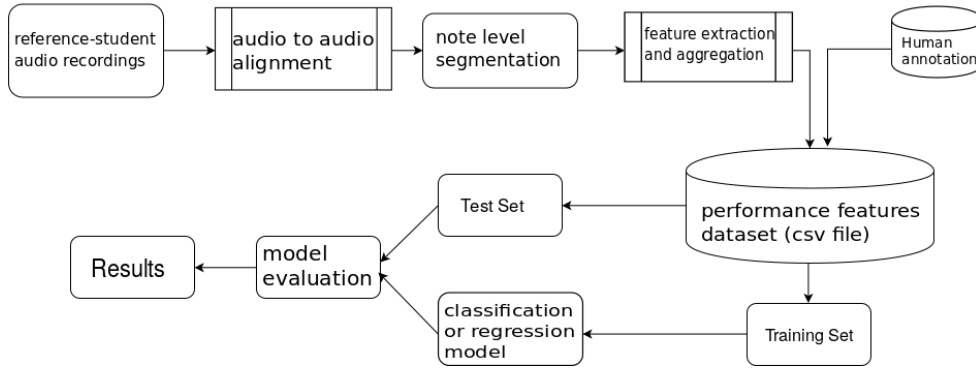 reference-student
audio recordings
audio to audio
alignment
note level
segmentation
feature extraction
and aggregation
Human
annotation
performance features
dataset (csv file)
Test Set
model
evaluation
Results
classification
or regression
model
Training Set